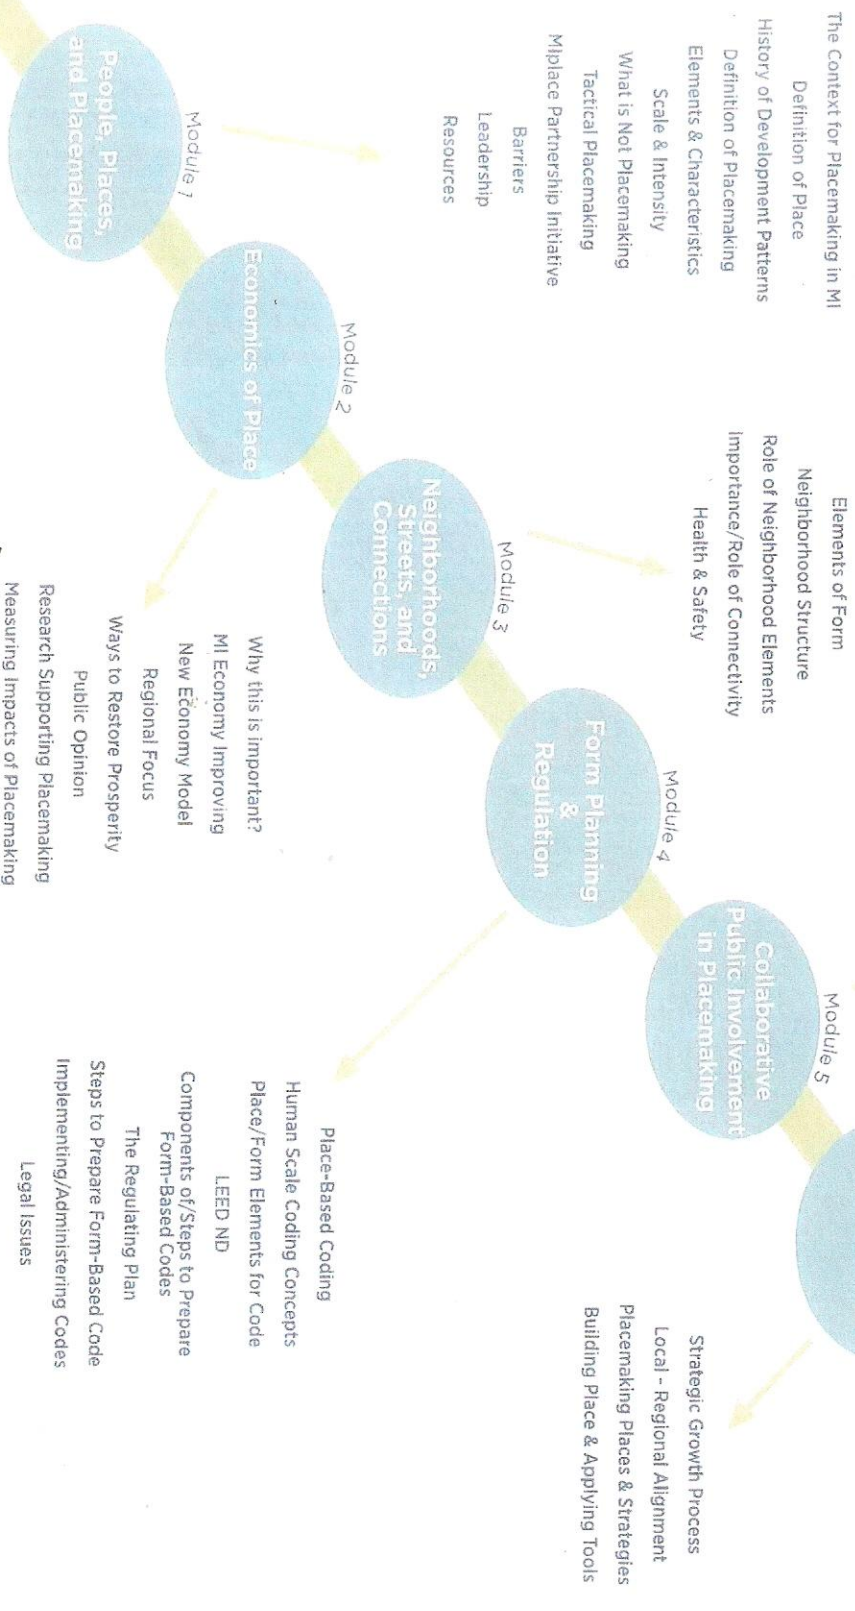 The Context for Placemaking in MI
Definition of Place
History of Development Patterns
Definition of Placemaking
Elements & Characteristics
Scale & Intensity
What is Not Placemaking
Tactical Placemaking
MIplace Partnership Initiative
Barriers
Leadership
Resources
Module 1
People, Places,
and Placemaking
Module 2
Economics of Place
Why this is important?
MI Economy Improving
New Economy Model
Regional Focus
Ways to Restore Prosperity
Public Opinion
Research Supporting Placemaking
Measuring Impacts of Placemaking
Elements of Form
Neighborhood Structure
Role of Neighborhood Elements
Importance/Role of Connectivity
Health & Safety
Module 3
Neighborhoods,
Streets, and
Connections
Module 4
Form Planning
&
Regulation
Place-Based Coding
Human Scale Coding Concepts
Place/Form Elements for Code
LEED ND
Components of/Steps to Prepare
Form-Based Codes
The Regulating Plan
Steps to Prepare Form-Based Code
Implementing/Administering Codes
Legal Issues
Module 5
Collaborative
Public Involvement
in Placemaking
Strategic Growth Process
Local - Regional Alignment
Placemaking Places & Strategies
Building Place & Applying Tools